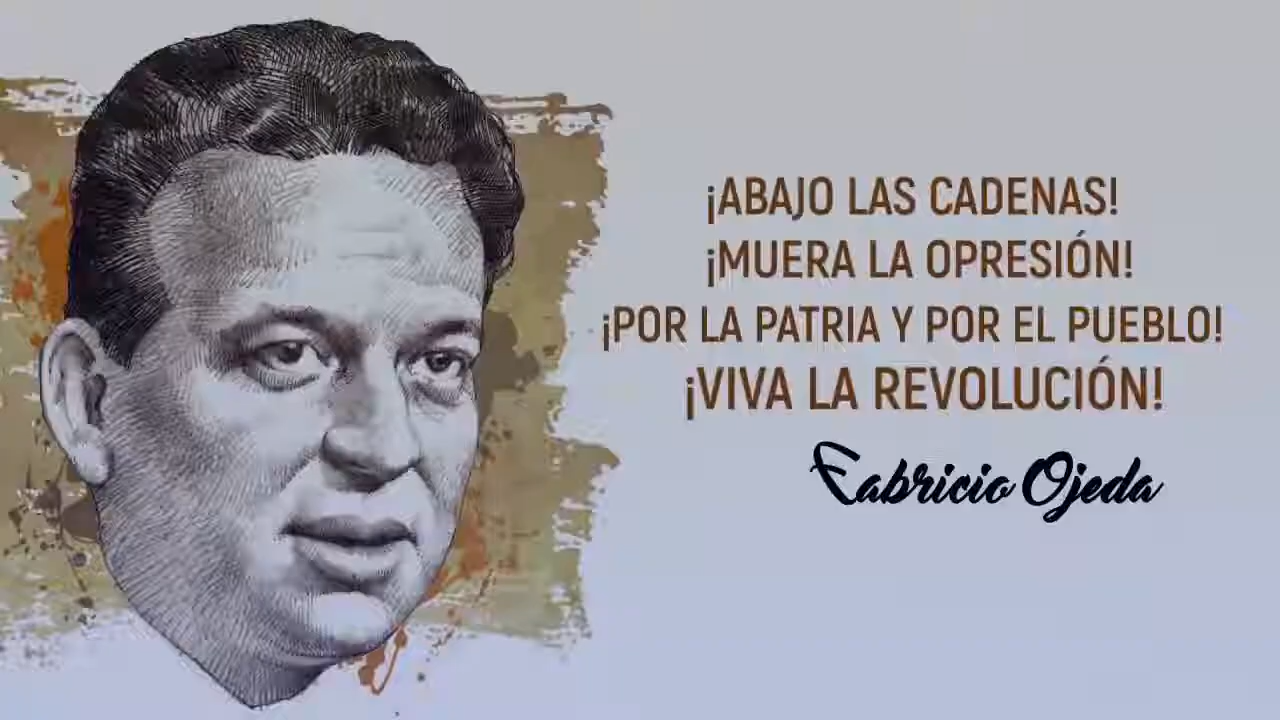 ¡ABAJO LAS CADENAS!
¡MUERA LA OPRESIÓN!
¡POR LA PATRIA Y POR EL PUEBLO!
¡VIVA LA REVOLUCIÓN!
Fabricio Ojeda